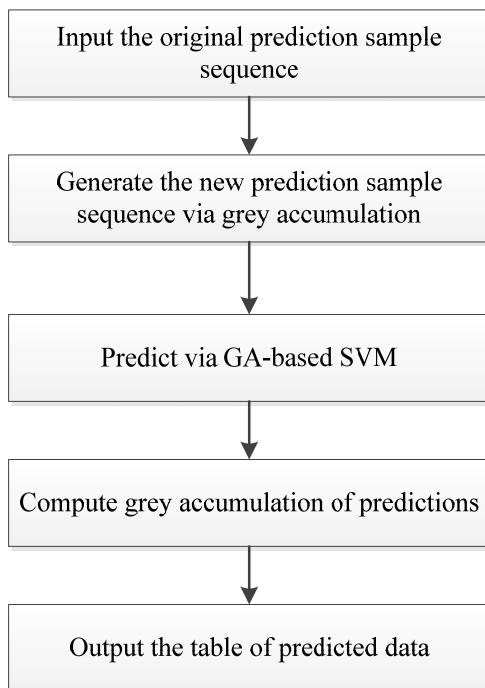 Input the original prediction sample
sequence
Generate the new prediction sample
sequence via grey accumulation
Predict via GA-based SVM
Compute grey accumulation of predictions
Output the table of predicted data